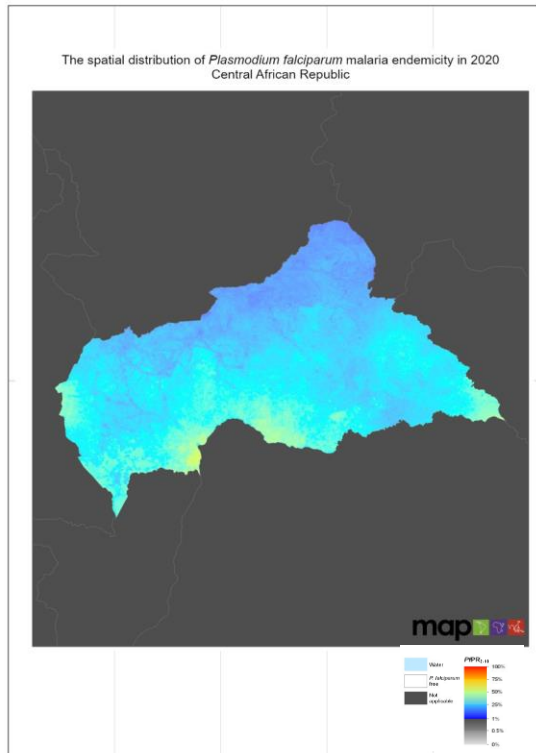 The spatial distribution of Plasmodium falciparum malaria endemicity in 2020
Central African Republic
map
Water
P. falciparum
free
Not
applicable
PfPR2-10
100%
75%
50%
25%
1%
0.5%
0%